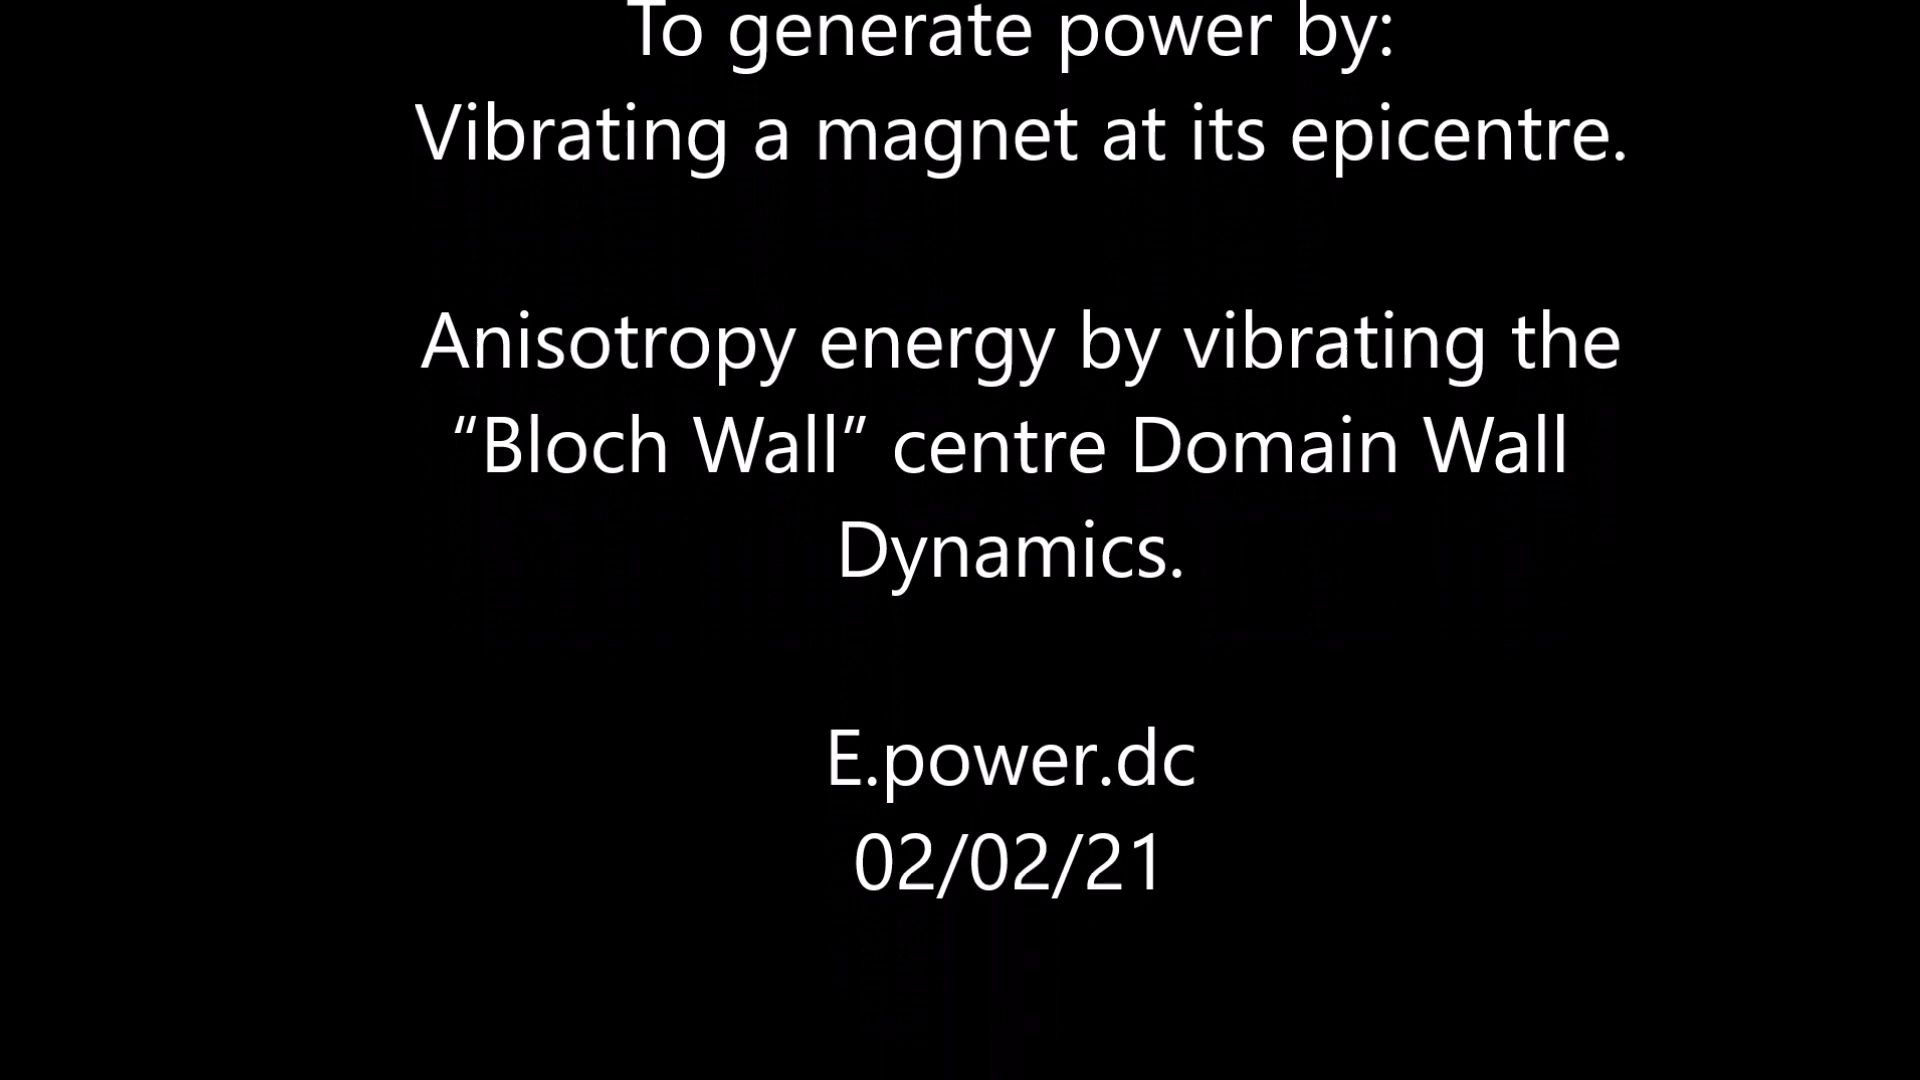 To generate power by:
Vibrating a magnet at its epicentre.
Anisotropy energy by vibrating the
“Bloch Wall” centre Domain Wall
Dynamics.
E.power.dc
02/02/21